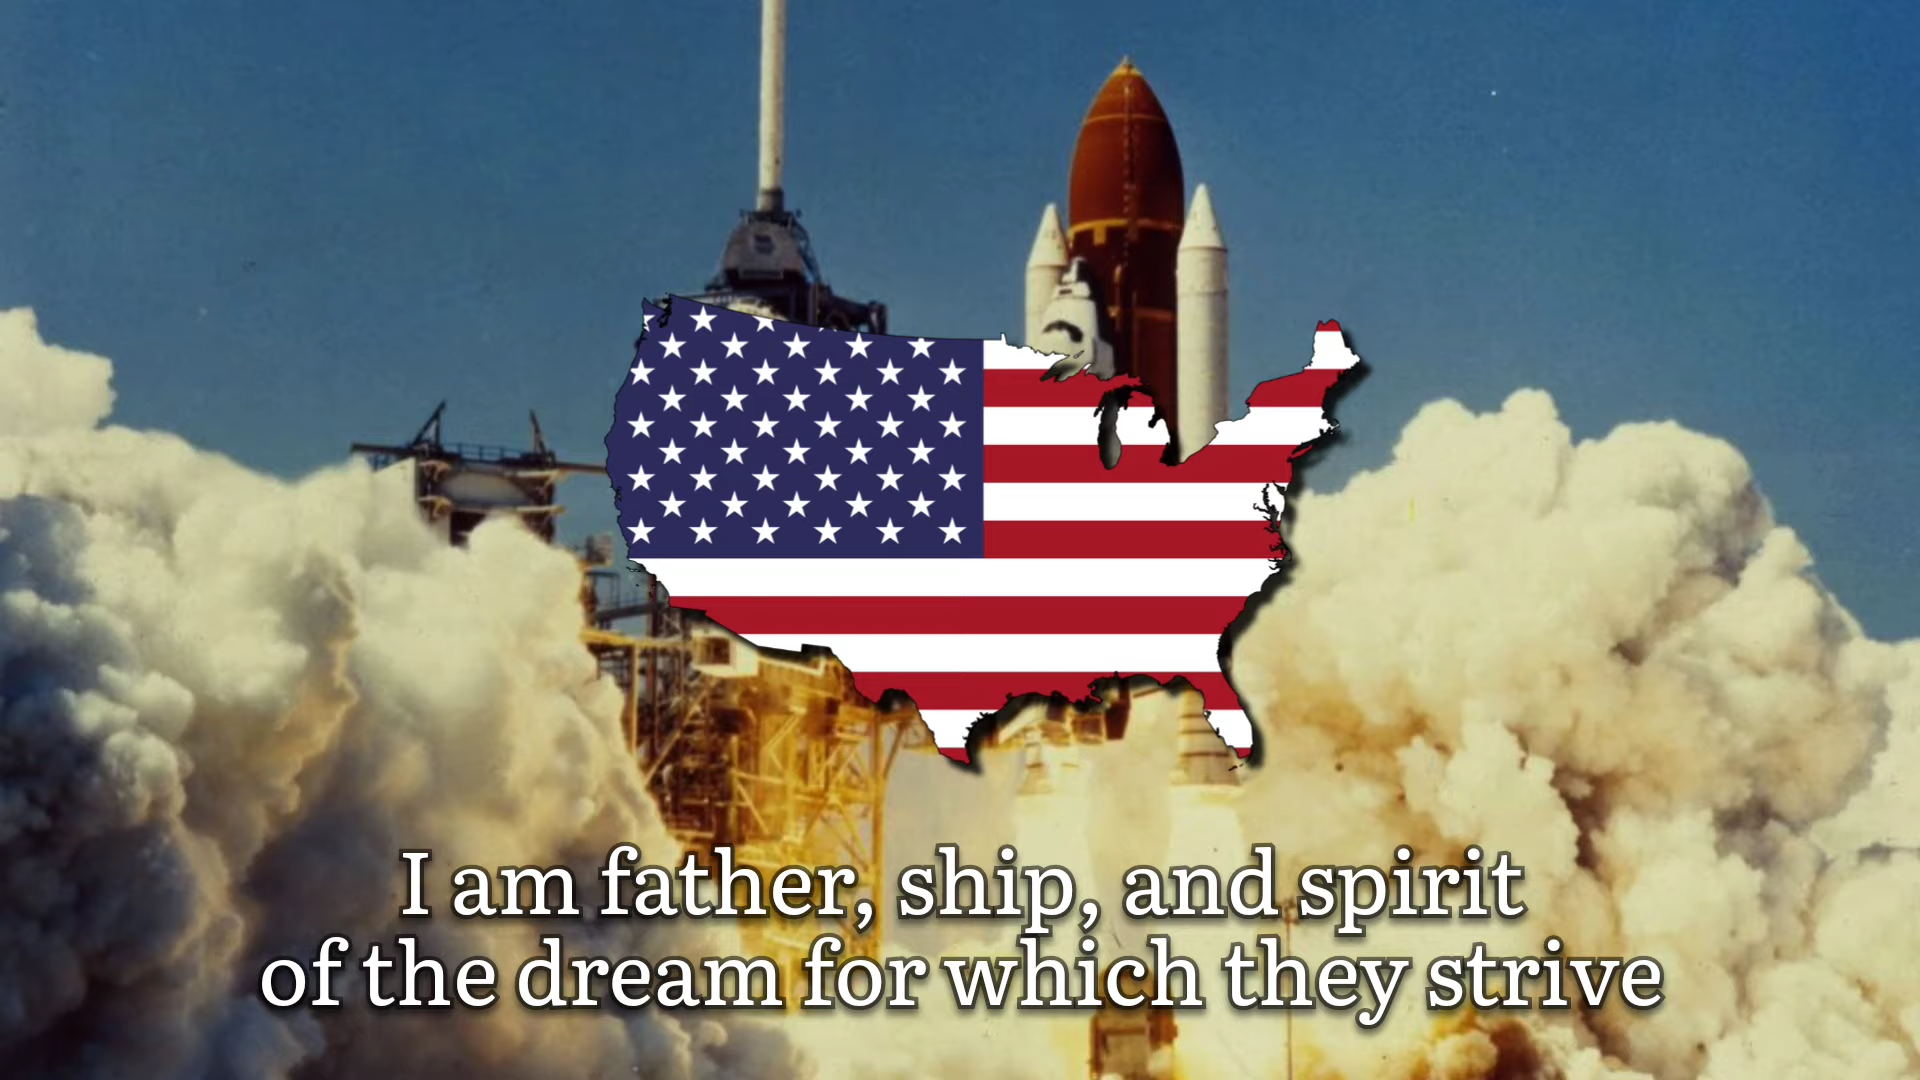 I am father, ship, and spirit
of the dream for which they strive